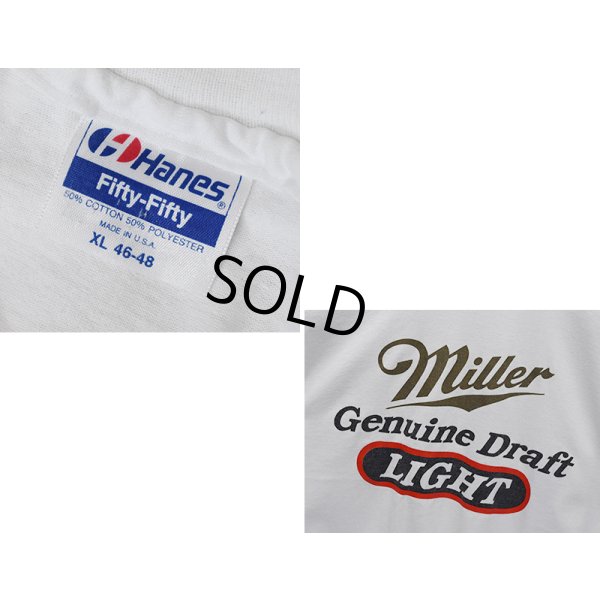 Hanes
Fifty-Fifty
50% COTTON 50% POLYESTER
MADE IN U.S.A.
XL 46-48
SOLD
Miller
Genuine Draft
LIGHT